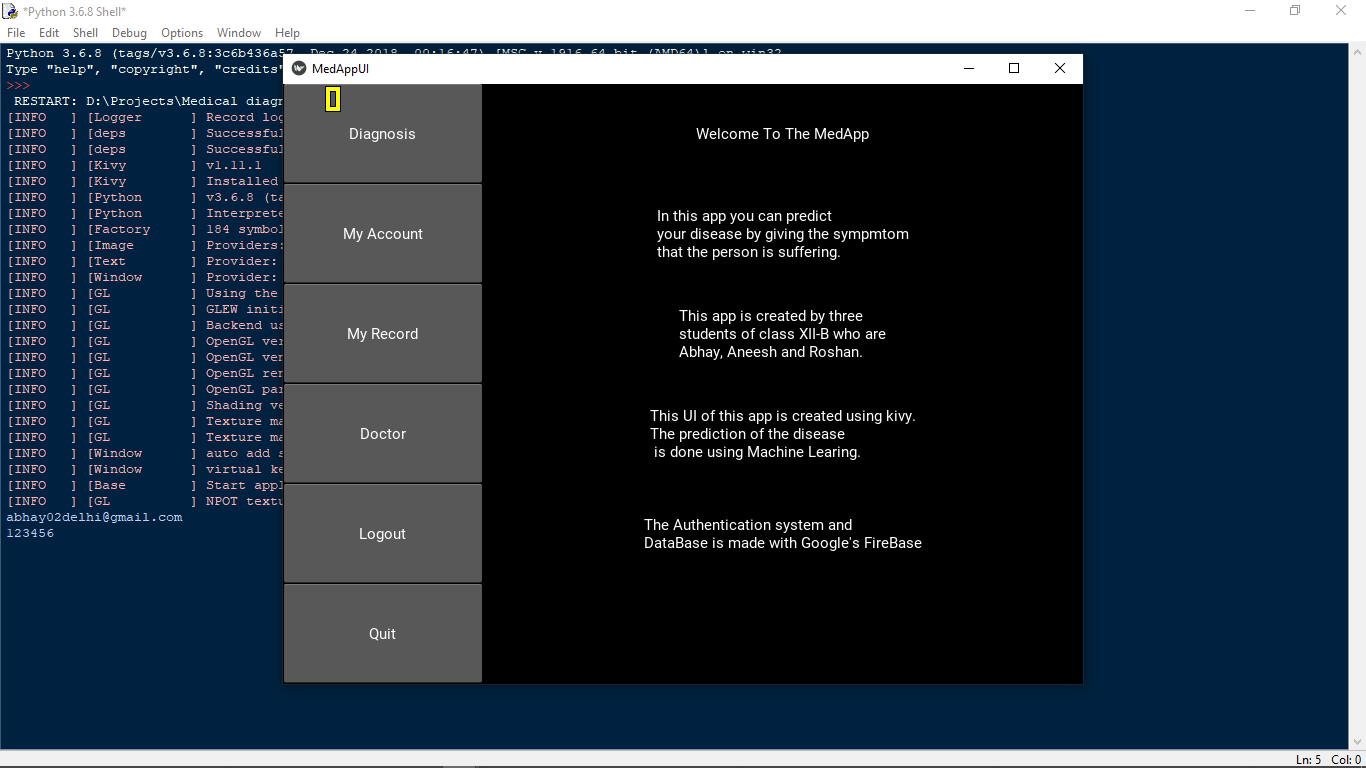 *Python 3.6.8 Shell*
File Edit Shell Debug Options Window Help
Python 3.6.8 (tags/v3.6.8:3c6b436a57, Dec 24 2018, 00:16:47) [MSC v.1916 64 bit (AMD64)] on win32
Type "help", "copyright", "credits"
>>>
RESTART: D:\Projects\Medical diagn
[INFO ] [Logger ] Record log
[INFO ] [deps ] Successful
[INFO ] [deps ] Successful
[INFO ] [Kivy ] v1.11.1
[INFO ] [Kivy ] Installed
[INFO ] [Python ] v3.6.8 (ta
[INFO ] [Python ] Interprete
[INFO ] [Factory ] 184 symbol
[INFO ] [Image ] Providers:
[INFO ] [Text ] Provider:
[INFO ] [Window ] Provider:
[INFO ] [GL ] Using the
[INFO ] [GL ] GLEW initi
[INFO ] [GL ] Backend us
[INFO ] [GL ] OpenGL ver
[INFO ] [GL ] OpenGL ven
[INFO ] [GL ] OpenGL ren
[INFO ] [GL ] OpenGL par
[INFO ] [GL ] Shading ve
[INFO ] [GL ] Texture ma
[INFO ] [GL ] Texture ma
[INFO ] [Window ] auto add s
[INFO ] [Window ] virtual ke
[INFO ] [Base ] Start appl
[INFO ] [GL ] NPOT textu
abhay02delhi@gmail.com
123456
MedAppUI
Diagnosis
My Account
My Record
Doctor
Logout
Quit
Welcome To The MedApp
In this app you can predict
your disease by giving the sympmtom
that the person is suffering.
This app is created by three
students of class XII-B who are
Abhay, Aneesh and Roshan.
This UI of this app is created using kivy.
The prediction of the disease
is done using Machine Learing.
The Authentication system and
DataBase is made with Google's FireBase
Ln: 5 Col: 0